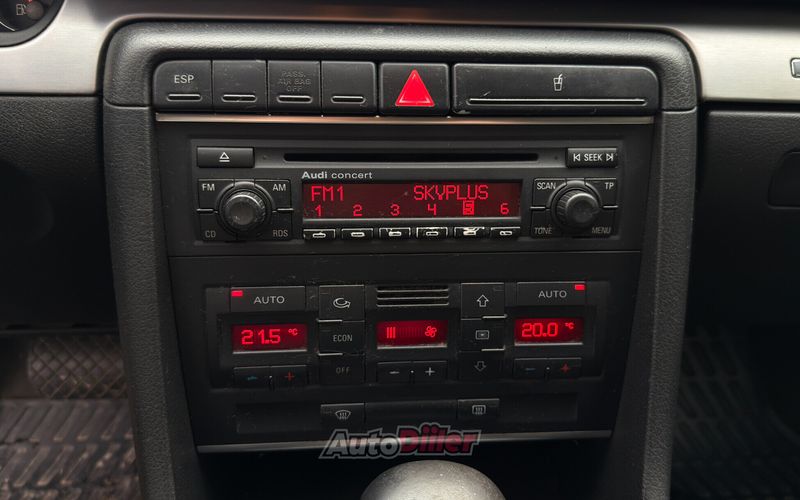 ESP
PASS.
AIR BAG
OFF
SEEK
Audi concert
FM AM
FM1 SKYPLUS
1 2 3 4 5 6
CD RDS
SCAN TP
TONE MENU
AUTO
AUTO
21.5 °C
ECON
20.0 °C
OFF
AutoDiiler